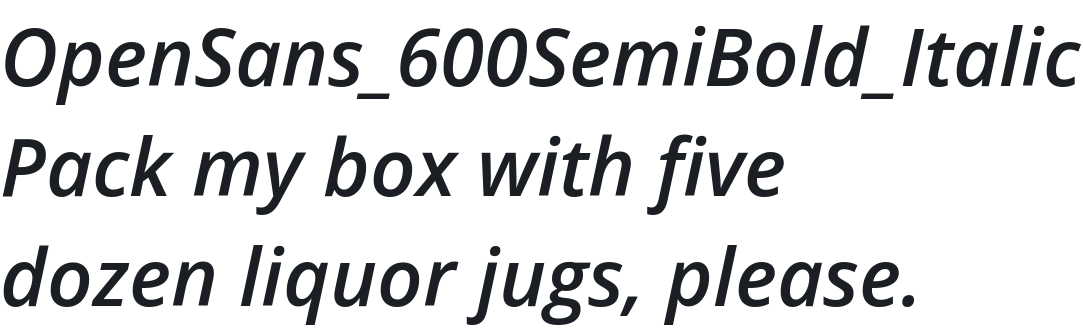 OpenSans_600SemiBold_Italic
Pack my box with five
dozen liquor jugs, please.